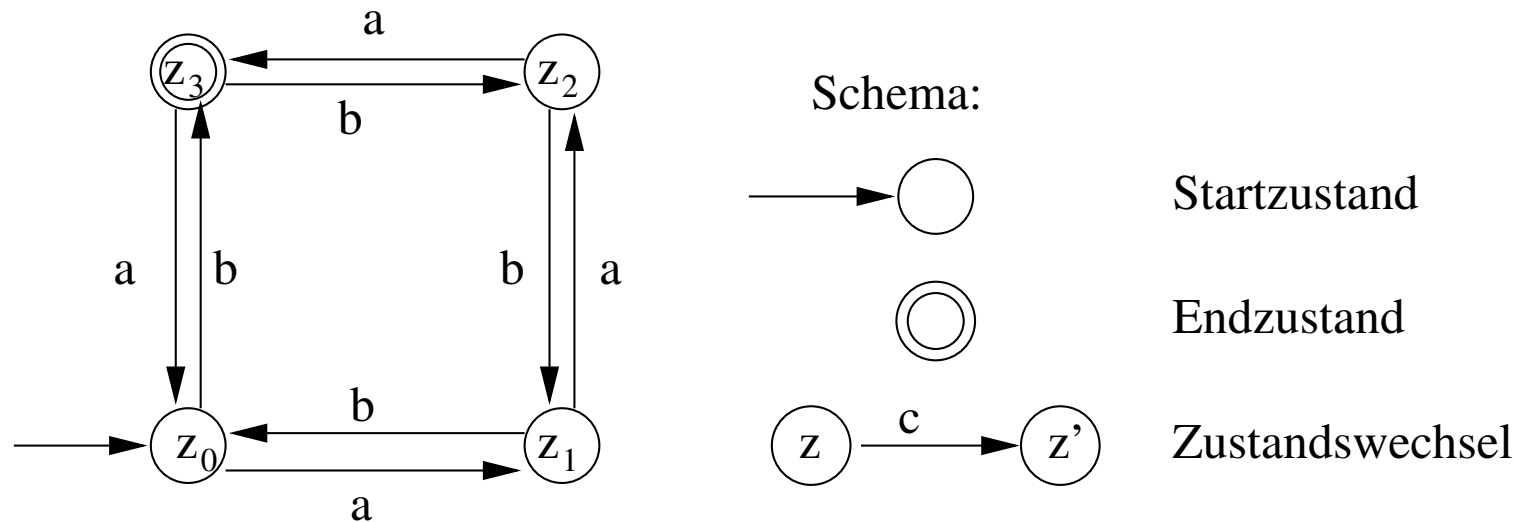 a
z₃
z₂
b
a
b
b
a
b
z₀
z₁
a
Schema:
Startzustand
Endzustand
z
c
z’
Zustandswechsel